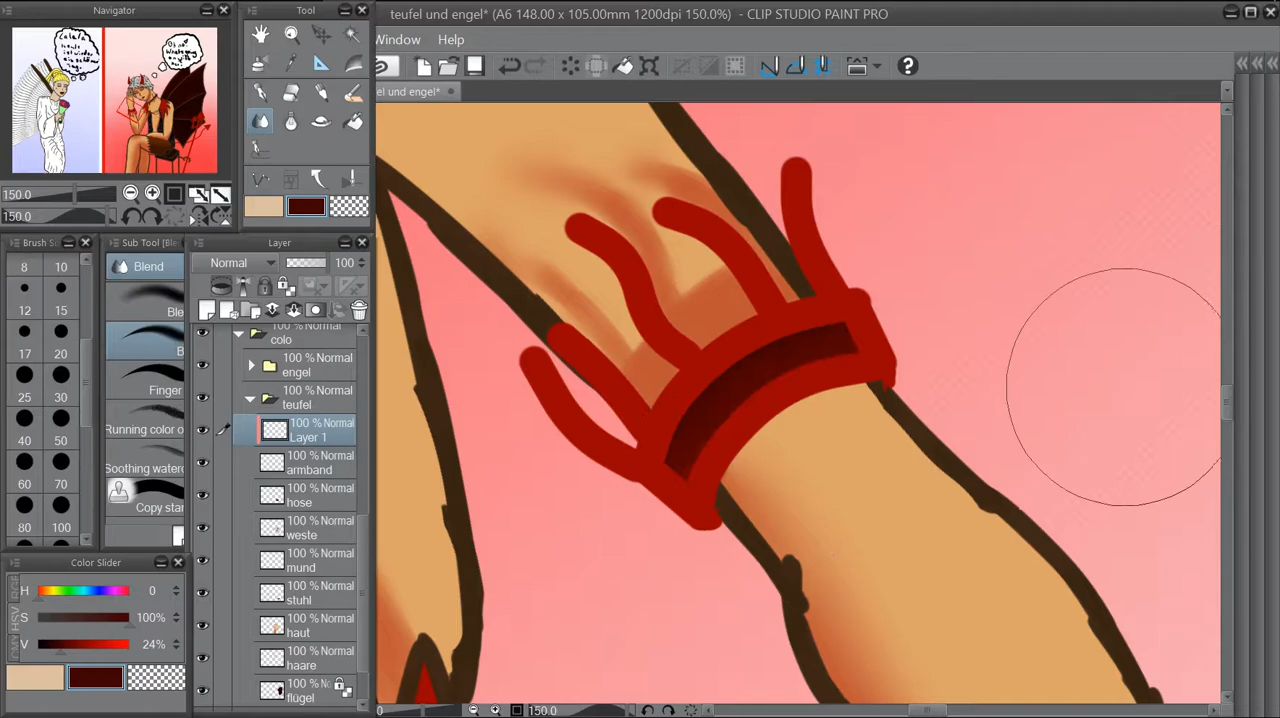 Navigator
Tool
teufel und engel* (A6 148.00 x 105.00mm 1200dpi 150.0%) - CLIP STUDIO PAINT PRO
Window
Help
el und engel*
150.0
150.0
Brush S
Sub Tool [Ble
Layer
8
10
12
15
17
20
25
30
40
50
60
70
80
100
Blend
Ble
B
Finger
Running color o
Soothing waterc
Copy stan
Normal
100
100 % Normal
colo
100 % Normal
engel
100 % Normal
teufel
100 % Normal
Layer 1
100 % Normal
armband
100 % Normal
hose
100 % Normal
weste
100 % Normal
mund
100 % Normal
stuhl
100 % Normal
haut
100 % Normal
haare
100 % No
flügel
Color Slider
H
0
S
100%
V
24%
0
150.0